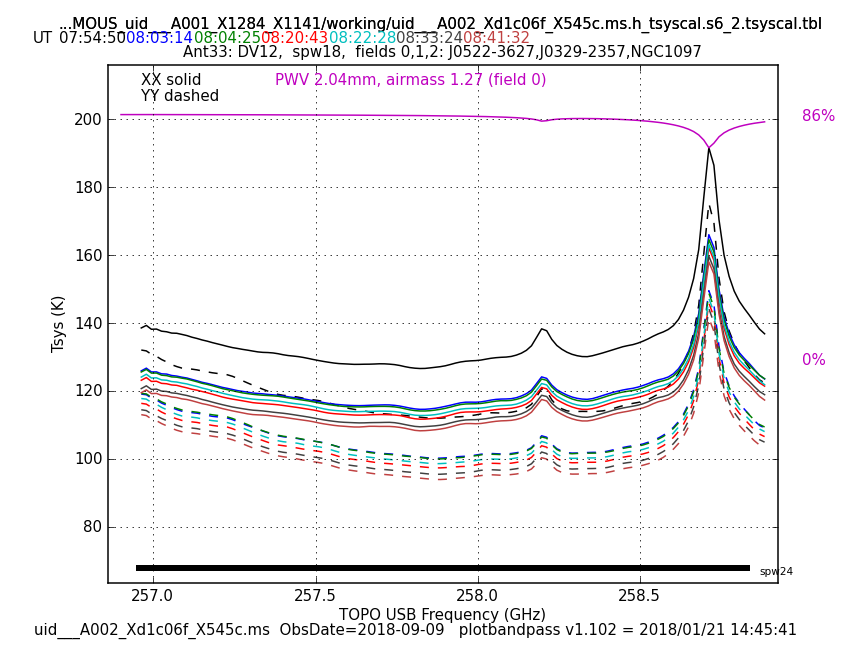 ...MOUS_uid___A001_X1284_X1141/working/uid___A002_Xd1c06f_X545c.ms.h_tsyscal.s6_2.tsyscal.tbl
UT 07:54:50 08:03:14 08:04:25 08:20:43 08:22:28 08:33:24 08:41:32
Ant33: DV12, spw18, fields 0,1,2: J0522-3627,J0329-2357,NGC1097
XX solid
PWV 2.04mm, airmass 1.27 (field 0)
YY dashed
86%
0%
200
180
160
140
120
100
80
Tsys (K)
spw24
257.0 257.5 258.0 258.5
TOPO USB Frequency (GHz)
uid___A002_Xd1c06f_X545c.ms ObsDate=2018-09-09 plotbandpass v1.102 = 2018/01/21 14:45:41